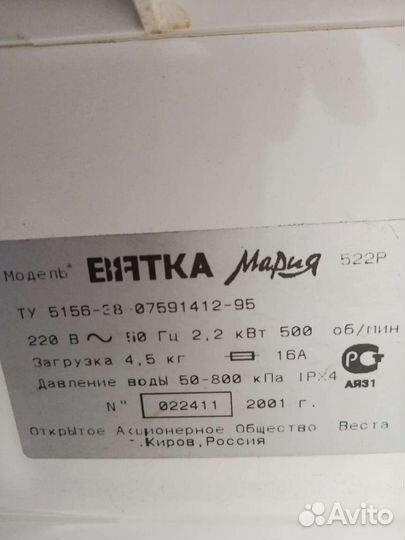 Модель ВЯТКА Мария 522Р
ТУ 5156-38-07591412-95
220 В ~ 50 Гц 2,2 кВт 500 об/мин
Загрузка 4,5 кг 16А РСТ
Давление воды 50-800 кПа IPX4 АЯ31
N° 022411 2001 г.
Открытое Акционерное Общество Веста
г.Киров,Россия
Avito